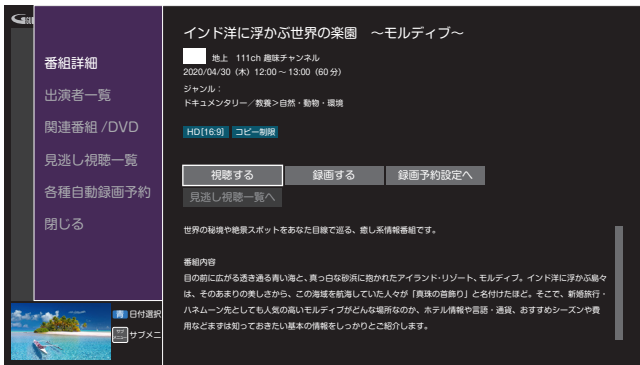 番組詳細
出演者一覧
関連番組 /DVD
見逃し視聴一覧
各種自動録画予約
閉じる
青 日付選択
サブメニ
インド洋に浮かぶ世界の楽園　～モルディブ～
地上 111ch 趣味チャンネル
2020/04/30（木）12:00～13:00（60分）
ジャンル：
ドキュメンタリー／教養＞自然・動物・環境
HD[16:9] コピー制限
視聴する 録画する 録画予約設定へ
見逃し視聴一覧へ
世界の秘境や絶景スポットをあなた目線で巡る、癒し系情報番組です。
番組内容
目の前に広がる透き通る青い海と、真っ白な砂浜に抱かれたアイランド・リゾート、モルディブ。インド洋に浮かぶ島々
は、そのあまりの美しさから、この海域を航海していた人々が「真珠の首飾り」と名付けたほど。そこで、新婚旅行・
ハネムーン先としても人気の高いモルディブがどんな場所なのか、ホテル情報や言語・通貨、おすすめシーズンや費
用などまずは知っておきたい基本の情報をしっかりとご紹介します。